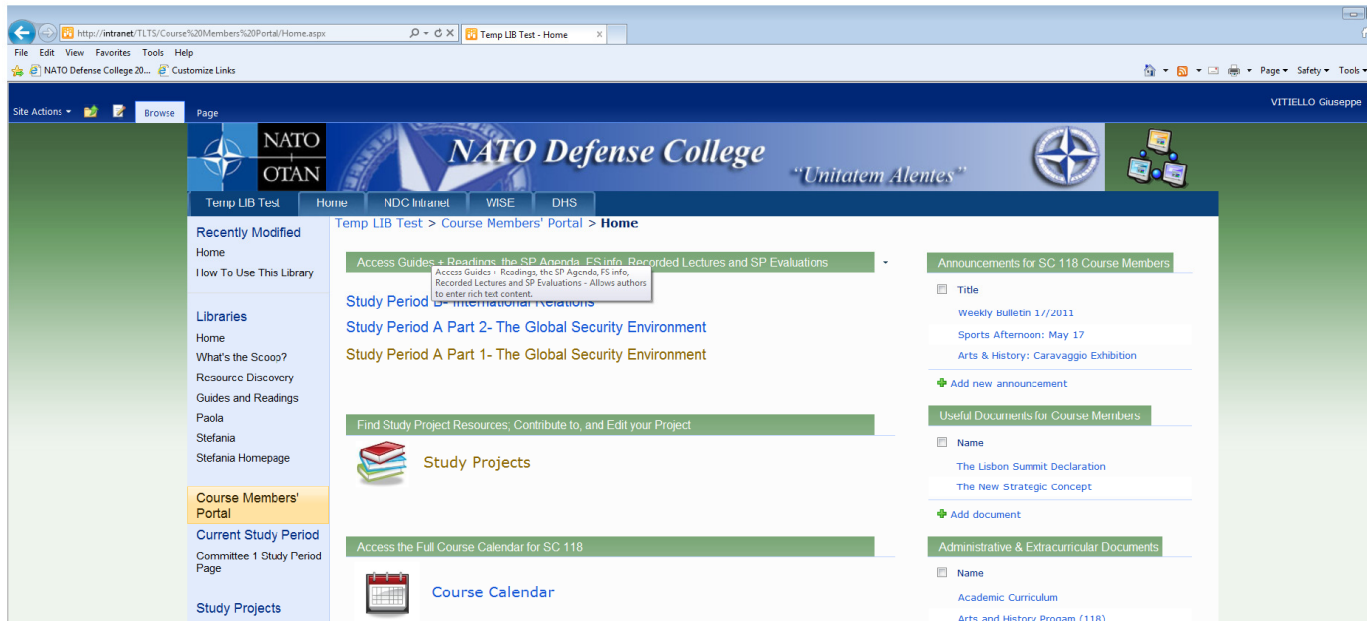 http://intranet/TLTS/Course%20Members%20Portal/Home.aspx
Temp LIB Test - Home
File Edit View Favorites Tools Help
NATO Defense College 20... Customize Links
Page Safety Tools
VITIELLO Giuseppe
Site Actions Browse Page
NATO
OTAN
NATO Defense College
“Unitatem Alentes”
Temp LIB Test Home NDC Intranet WISE DHS
Temp LIB Test > Course Members' Portal > Home
Recently Modified
Home
How To Use This Library
Libraries
Home
What's the Scoop?
Resource Discovery
Guides and Readings
Paola
Stefania
Stefania Homepage
Course Members'
Portal
Current Study Period
Committee 1 Study Period
Page
Study Projects
Access Guides + Readings, the SP Agenda, FS info, Recorded Lectures and SP Evaluations
Access Guides + Readings, the SP Agenda, FS info,
Recorded Lectures and SP Evaluations - Allows authors
to enter rich text content.
Study Period B- International Relations
Study Period A Part 2- The Global Security Environment
Study Period A Part 1- The Global Security Environment
Find Study Project Resources; Contribute to, and Edit your Project
Study Projects
Access the Full Course Calendar for SC 118
Course Calendar
Announcements for SC 118 Course Members
Title
Weekly Bulletin 17/2011
Sports Afternoon: May 17
Arts & History: Caravaggio Exhibition
Add new announcement
Useful Documents for Course Members
Name
The Lisbon Summit Declaration
The New Strategic Concept
Add document
Administrative & Extracurricular Documents
Name
Academic Curriculum
Arts and History Progam (118)